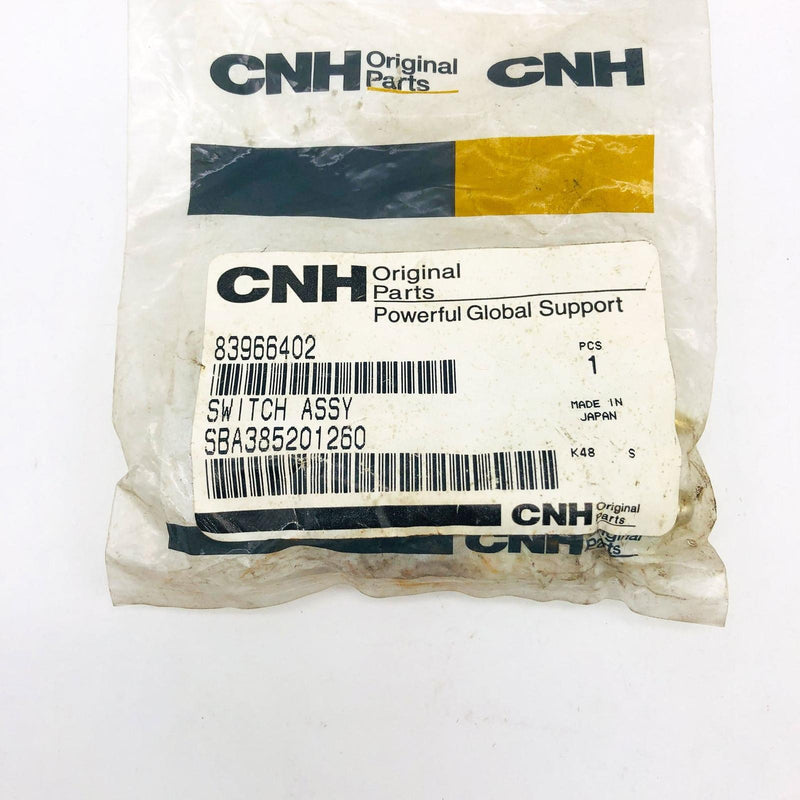 CNH Original Parts CNH
CNH Original Parts
Powerful Global Support
83966402
PCS
1
SWITCH ASSY
MADE IN
JAPAN
SBA385201260
K48 S
CNH Original Parts
CNH Original Parts